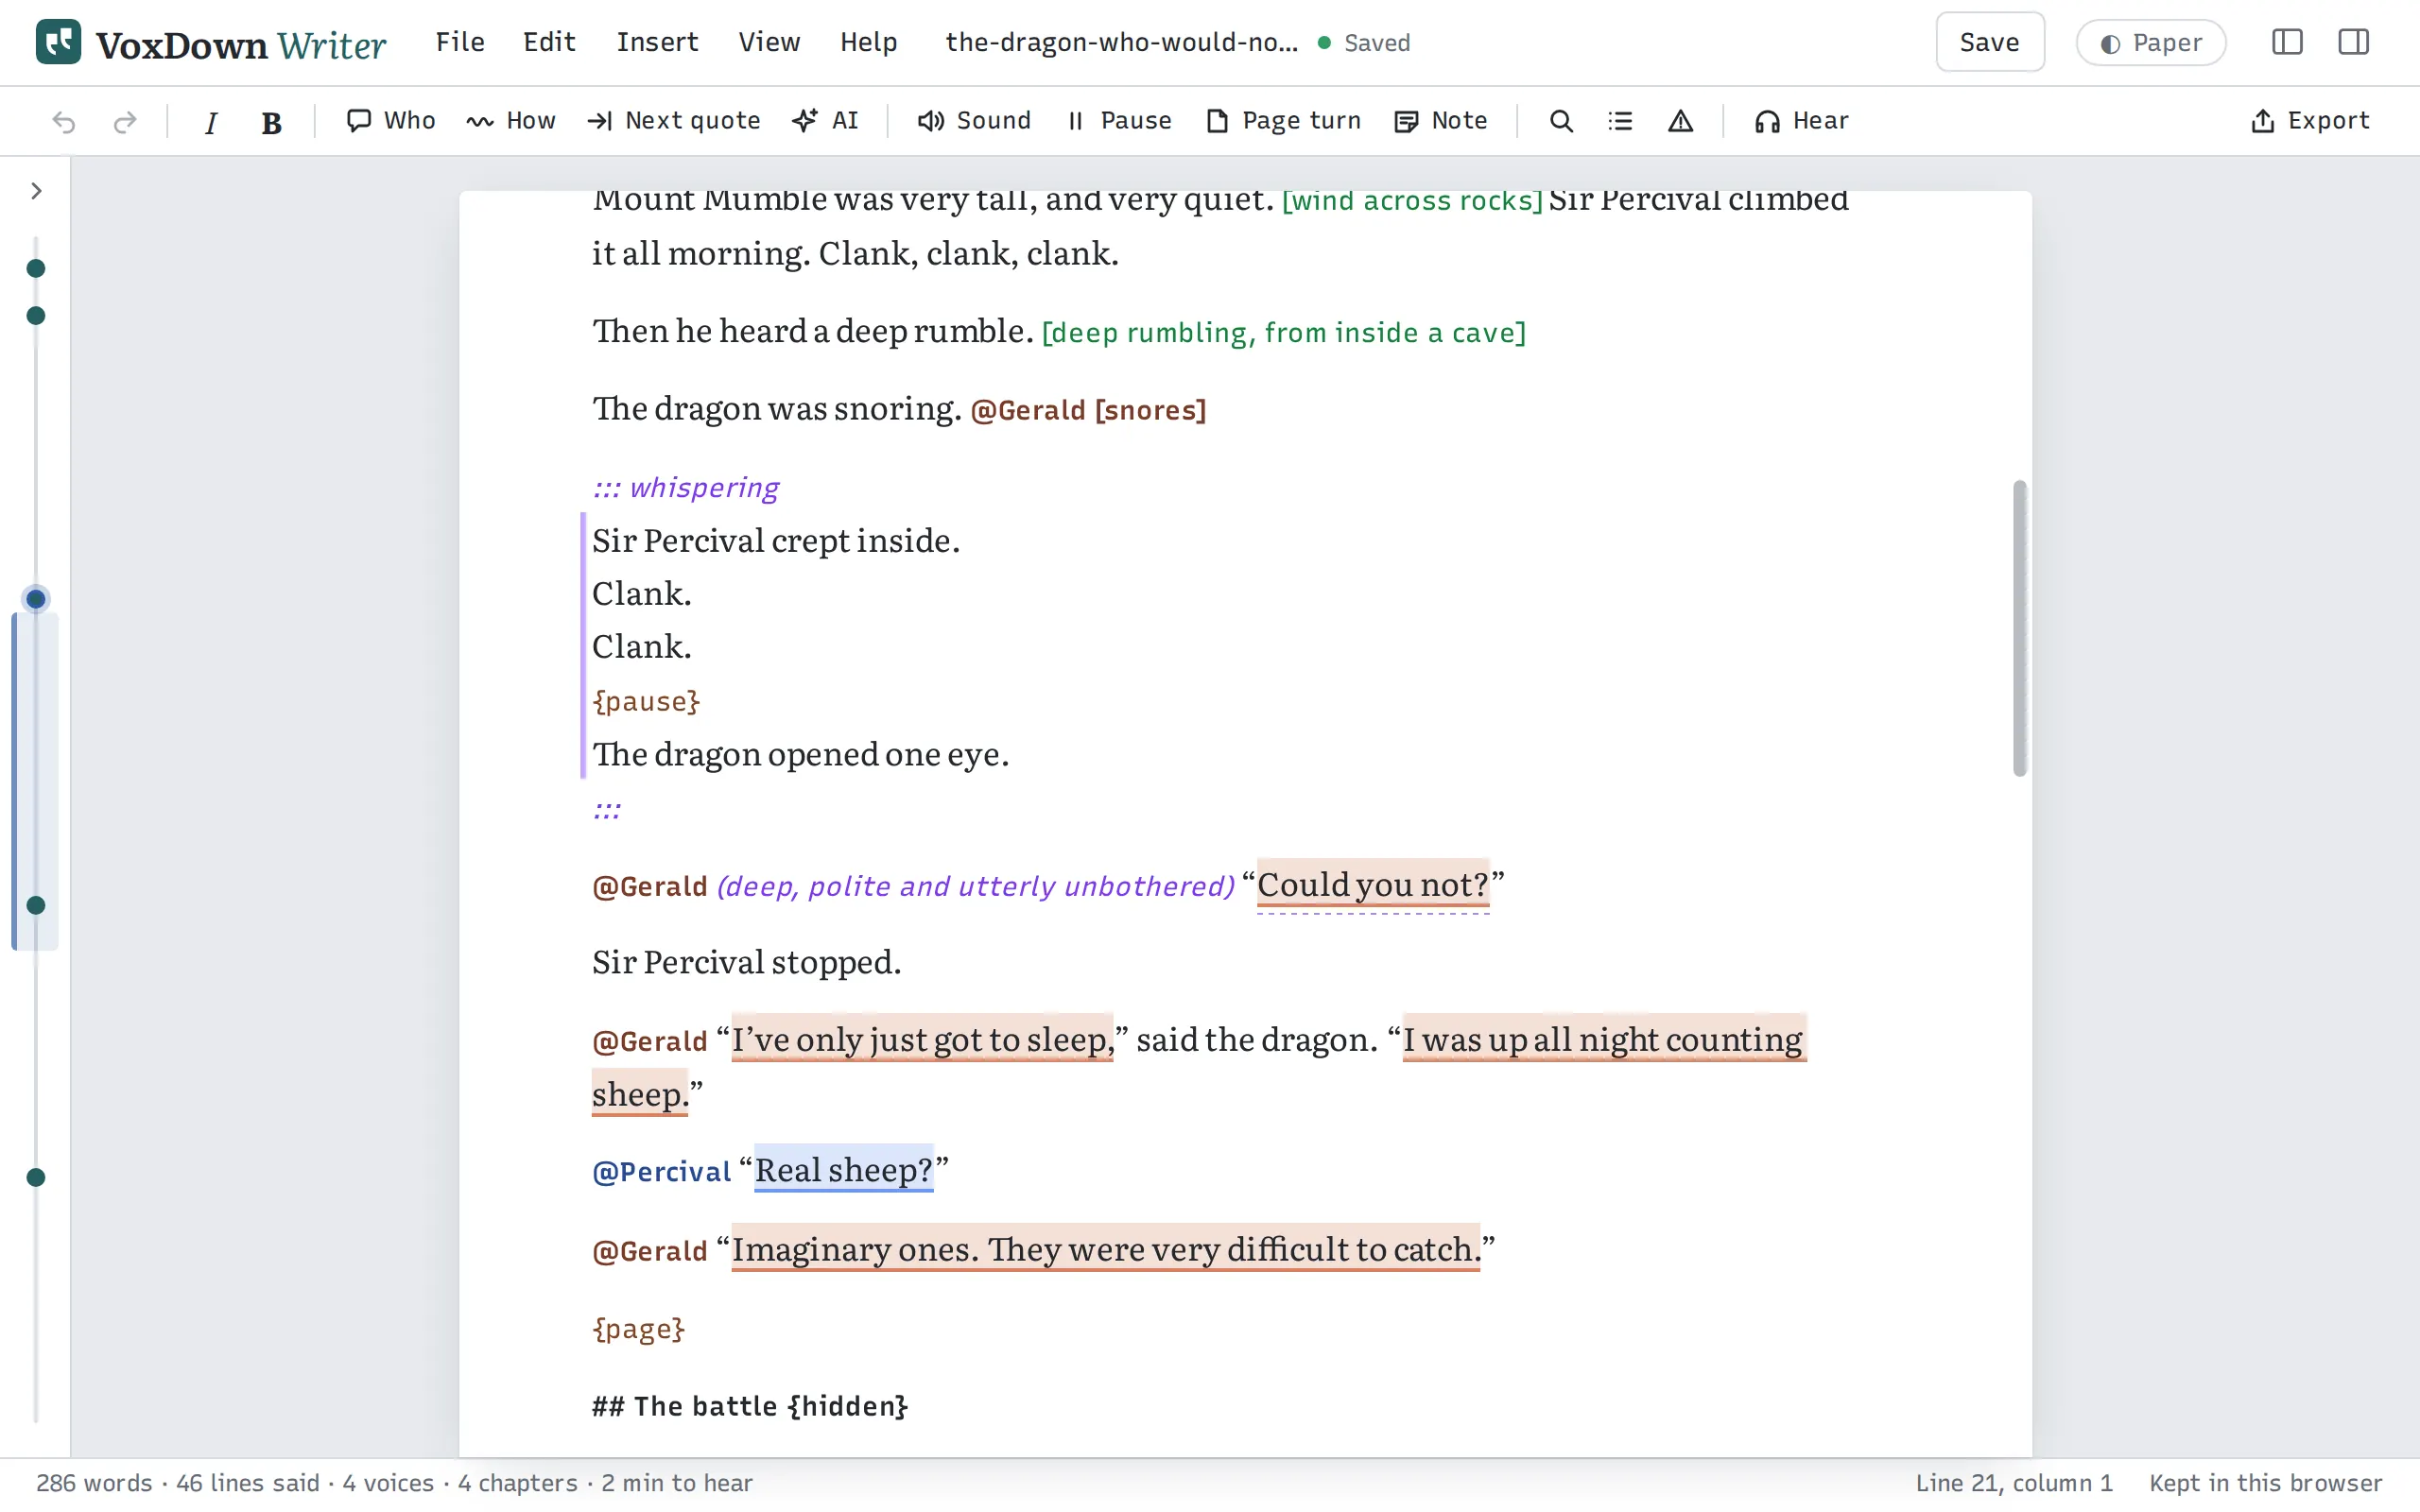 VoxDown Writer File Edit Insert View Help the-dragon-who-would-no... Saved Save Paper
I B Who How Next quote AI Sound Pause Page turn Note Hear Export
Mount Mumble was very tall, and very quiet. [wind across rocks] Sir Percival climbed
it all morning. Clank, clank, clank.
Then he heard a deep rumble. [deep rumbling, from inside a cave]
The dragon was snoring. @Gerald [snores]
::: whispering
Sir Percival crept inside.
Clank.
Clank.
{pause}
The dragon opened one eye.
:::
@Gerald (deep, polite and utterly unbothered) “Could you not?”
Sir Percival stopped.
@Gerald “I’ve only just got to sleep,” said the dragon. “I was up all night counting
sheep.”
@Percival “Real sheep?”
@Gerald “Imaginary ones. They were very difficult to catch.”
{page}
## The battle {hidden}
286 words · 46 lines said · 4 voices · 4 chapters · 2 min to hear Line 21, column 1 Kept in this browser